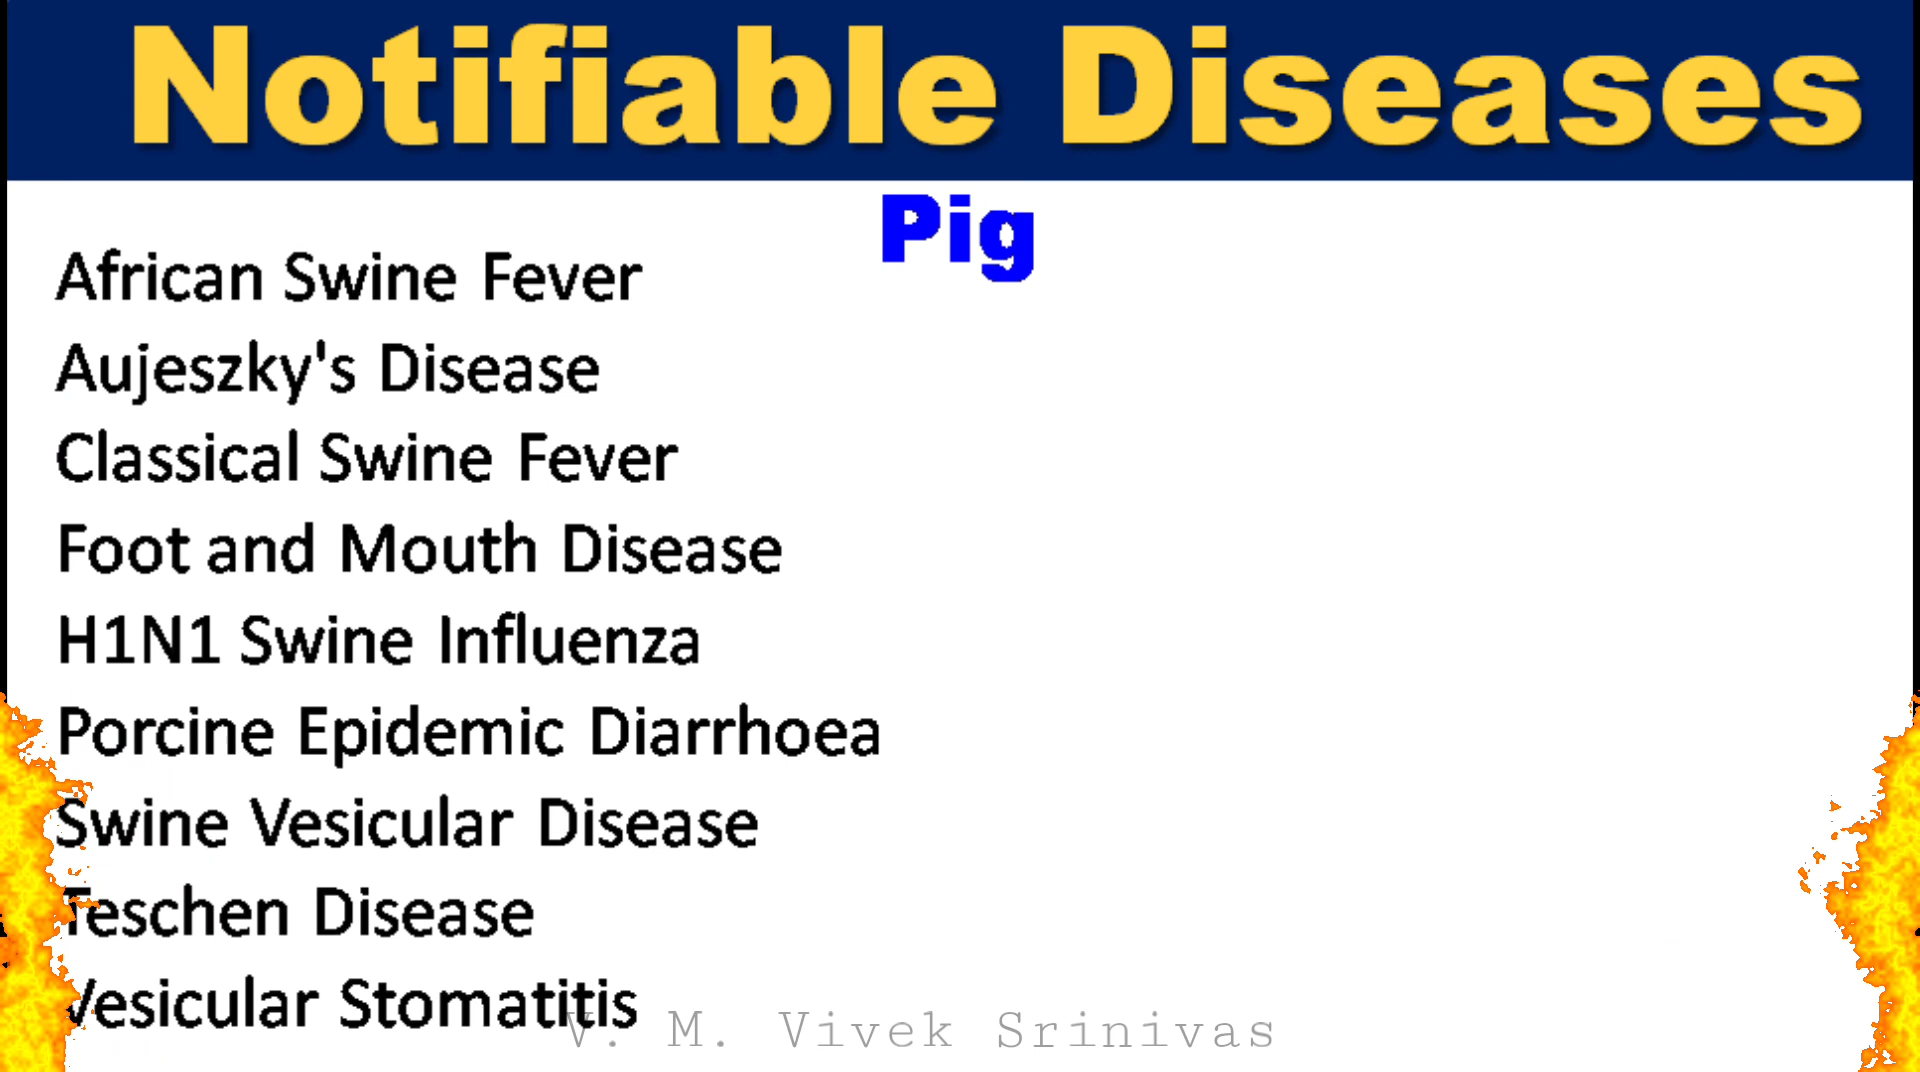 Notifiable Diseases
Pig
African Swine Fever
Aujeszky's Disease
Classical Swine Fever
Foot and Mouth Disease
H1N1 Swine Influenza
Porcine Epidemic Diarrhoea
Swine Vesicular Disease
Teschen Disease
Vesicular Stomatitis
V. M. Vivek Srinivas